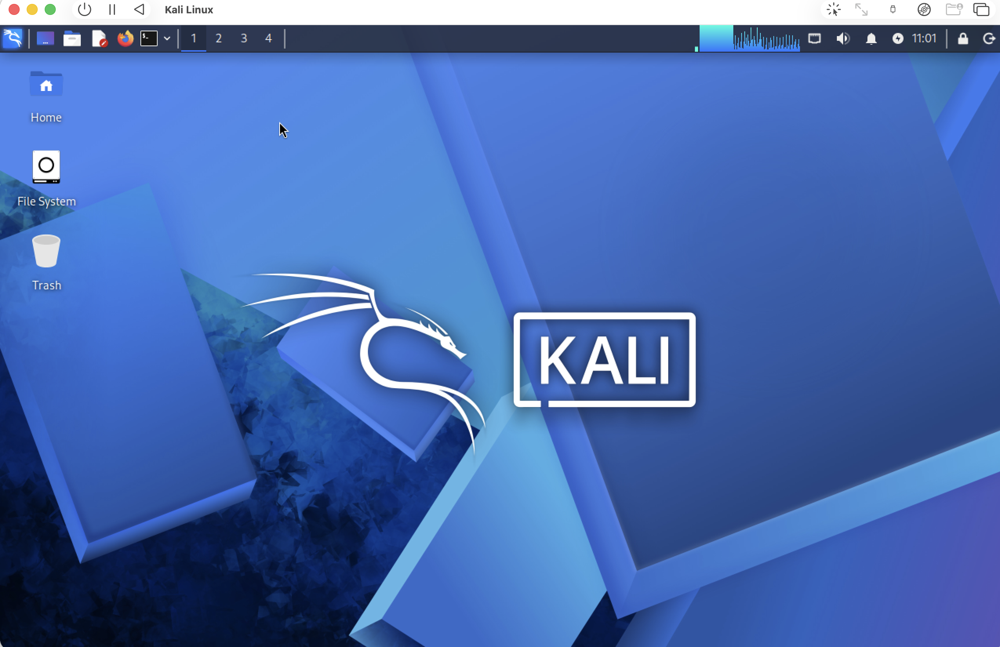 Kali Linux
$-
1 2 3 4
11:01
Home
File System
Trash
KALI